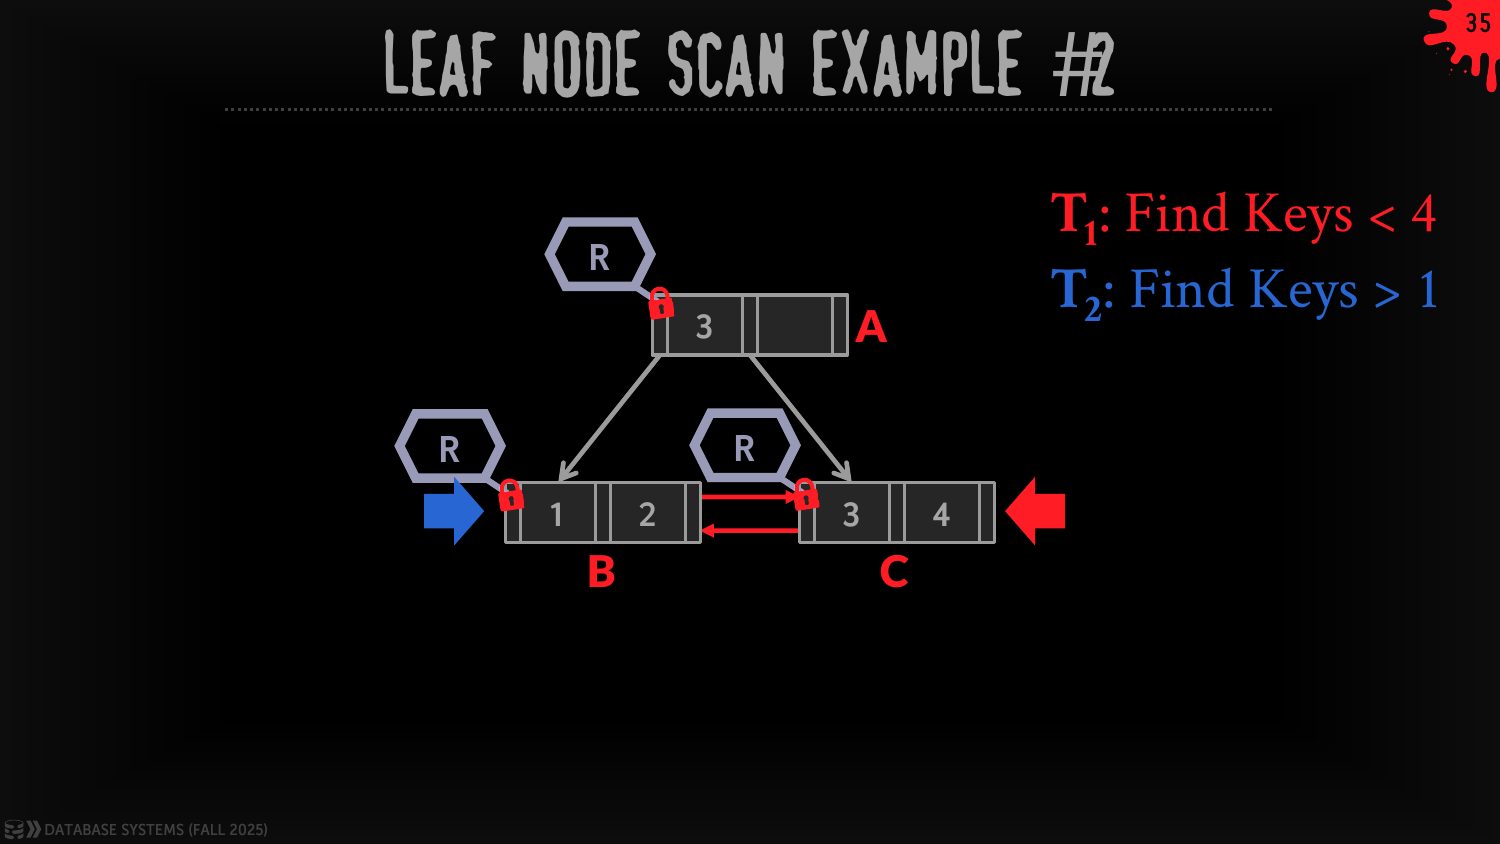 35
LEAF NODE SCAN EXAMPLE #2
T1: Find Keys < 4
T2: Find Keys > 1
R
3
A
R
R
1 2
3 4
B
C
DATABASE SYSTEMS (FALL 2025)